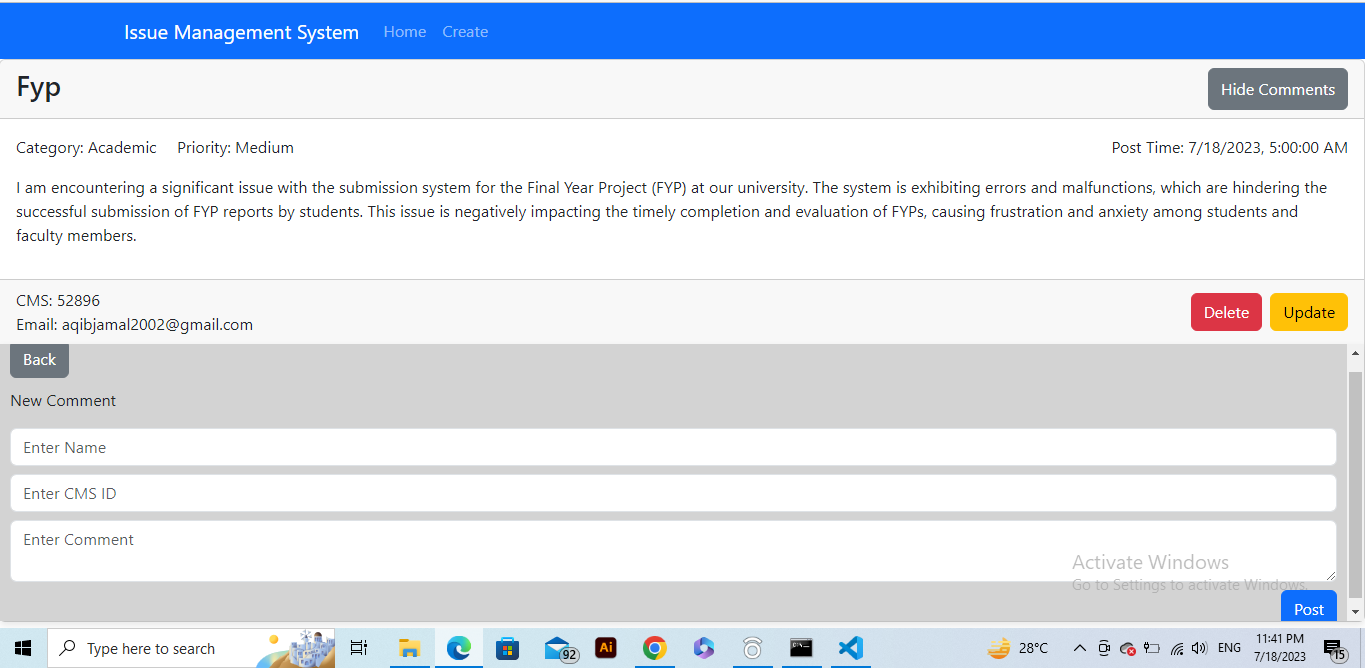 Issue Management System Home Create
Fyp
Hide Comments
Category: Academic Priority: Medium
Post Time: 7/18/2023, 5:00:00 AM
I am encountering a significant issue with the submission system for the Final Year Project (FYP) at our university. The system is exhibiting errors and malfunctions, which are hindering the
successful submission of FYP reports by students. This issue is negatively impacting the timely completion and evaluation of FYPs, causing frustration and anxiety among students and
faculty members.
CMS: 52896
Email: aqibjamal2002@gmail.com
Delete Update
Back
New Comment
Enter Name
Enter CMS ID
Enter Comment
Activate Windows
Go to Settings to activate Windows.
Post
Type here to search
92
Ai
28°C
ENG
11:41 PM
7/18/2023
15